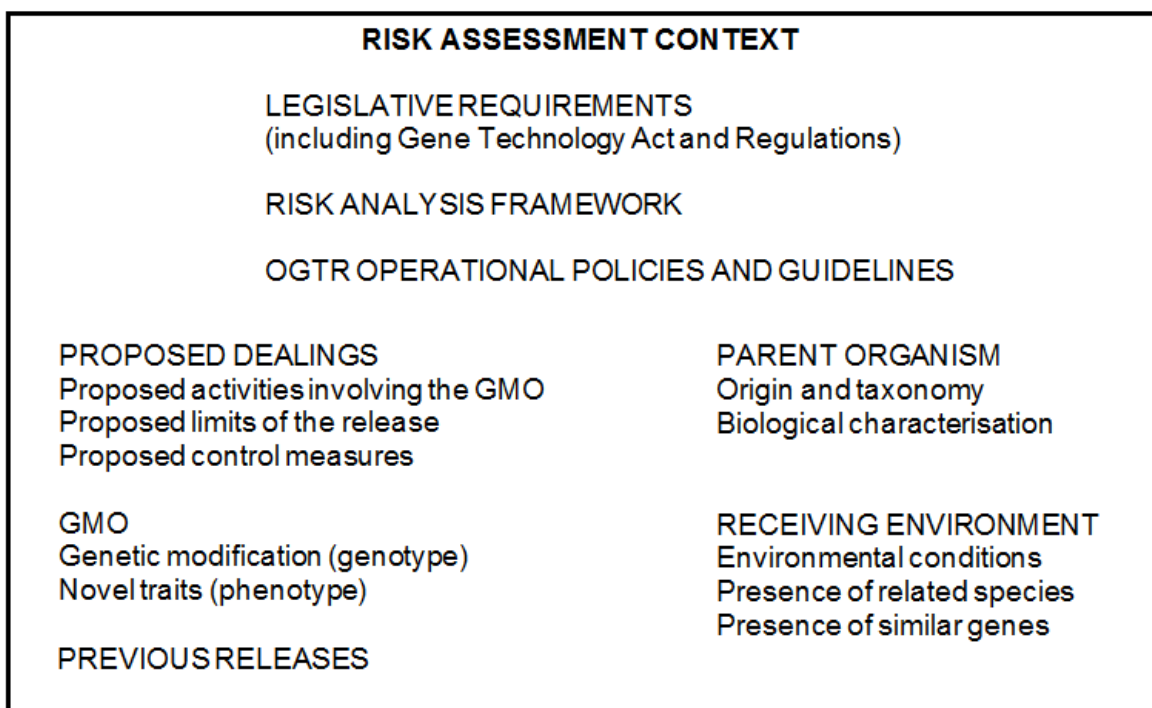 RISK ASSESSMENT CONTEXT
LEGISLATIVE REQUIREMENTS
(including Gene Technology Act and Regulations)
RISK ANALYSIS FRAMEWORK
OGTR OPERATIONAL POLICIES AND GUIDELINES
PROPOSED DEALINGS
Proposed activities involving the GMO
Proposed limits of the release
Proposed control measures
PARENT ORGANISM
Origin and taxonomy
Biological characterisation
GMO
Genetic modification (genotype)
Novel traits (phenotype)
RECEIVING ENVIRONMENT
Environmental conditions
Presence of related species
Presence of similar genes
PREVIOUS RELEASES